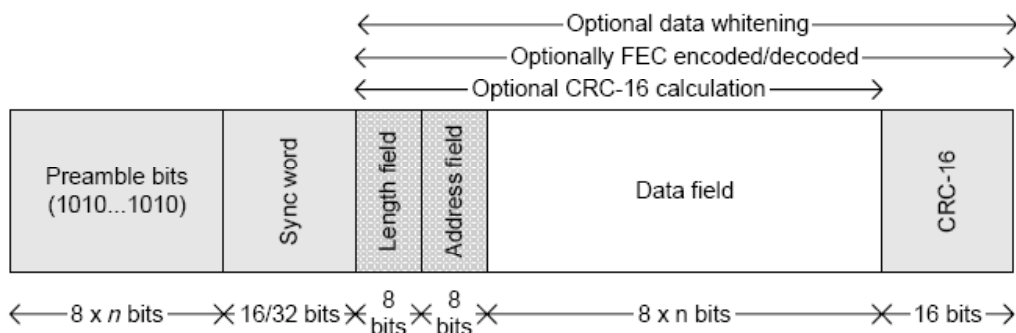 Optional data whitening
Optionally FEC encoded/decoded
Optional CRC-16 calculation
Preamble bits
(1010...1010)
Sync word
Length field
Address field
Data field
CRC-16
8 x n bits
16/32 bits
8
bits
8
bits
8 x n bits
16 bits